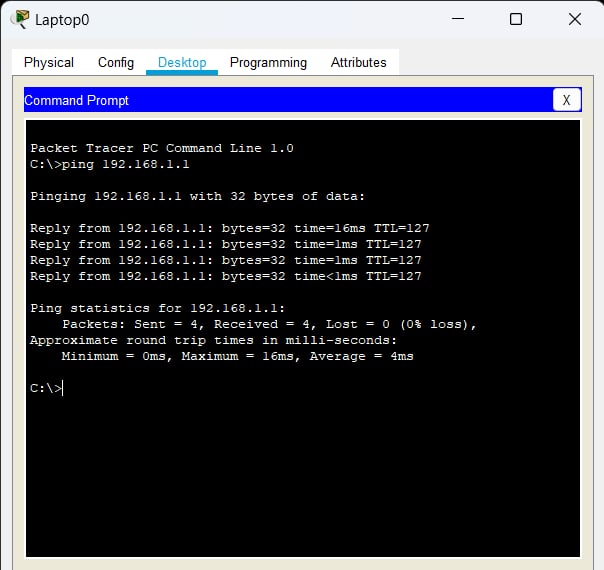 Laptop0
Physical Config Desktop Programming Attributes
Command Prompt X
Packet Tracer PC Command Line 1.0
C:\>ping 192.168.1.1
Pinging 192.168.1.1 with 32 bytes of data:
Reply from 192.168.1.1: bytes=32 time=16ms TTL=127
Reply from 192.168.1.1: bytes=32 time=1ms TTL=127
Reply from 192.168.1.1: bytes=32 time=1ms TTL=127
Reply from 192.168.1.1: bytes=32 time<1ms TTL=127
Ping statistics for 192.168.1.1:
Packets: Sent = 4, Received = 4, Lost = 0 (0% loss),
Approximate round trip times in milli-seconds:
Minimum = 0ms, Maximum = 16ms, Average = 4ms
C:\>